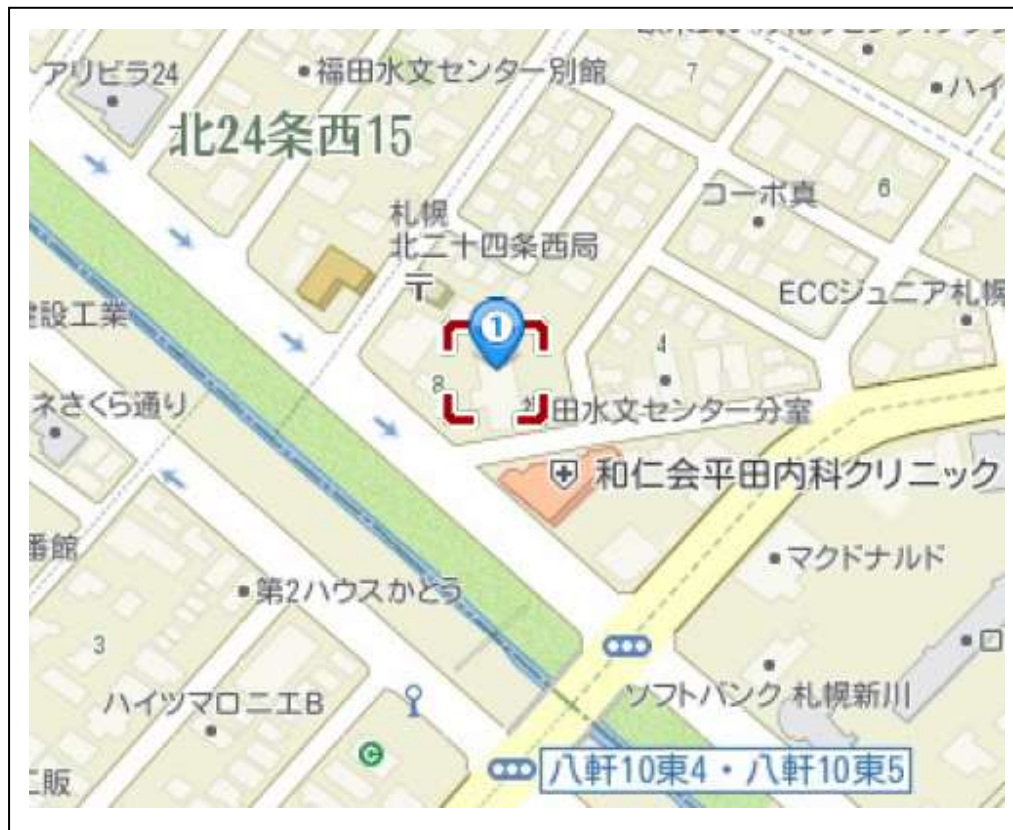 アリビラ24
福田水文センター別館
7
ハイ
北24条西15
コーポ真
6
札幌
北二十四条西局
〒
ECCジュニア札幌
建設工業
1
4
8
ネさくら通り
田水文センター分室
和仁会平田内科クリニック
番館
マクドナルド
第2ハウスかとう
3
ソフトバンク 札幌新川
ハイツマロニエB
八軒10東4・八軒10東5